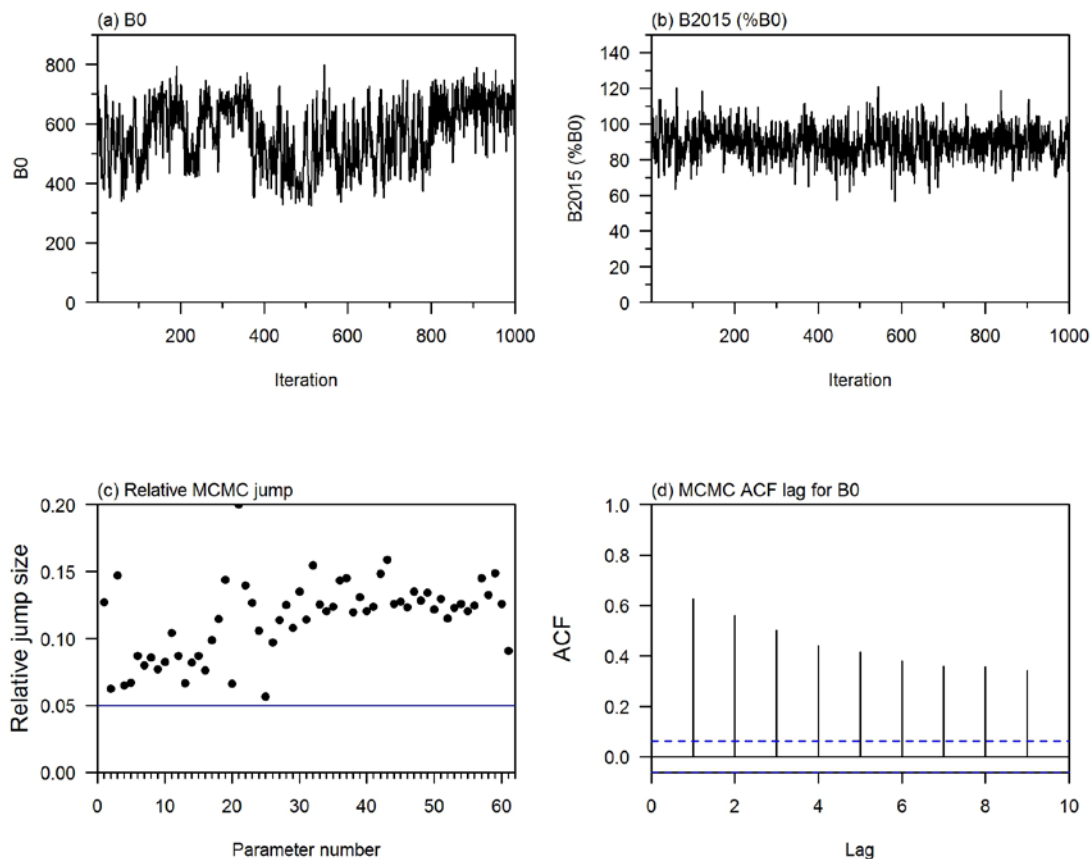 (a) B0
(b) B2015 (%B0)
800
600
400
200
0
B0
200 400 600 800 1000
Iteration
140
120
100
80
60
40
20
0
B2015 (%B0)
200 400 600 800 1000
Iteration
(c) Relative MCMC jump
(d) MCMC ACF lag for B0
0.20
0.15
0.10
0.05
0.00
Relative jump size
0 10 20 30 40 50 60
Parameter number
1.0
0.8
0.6
0.4
0.2
0.0
ACF
0 2 4 6 8 10
Lag